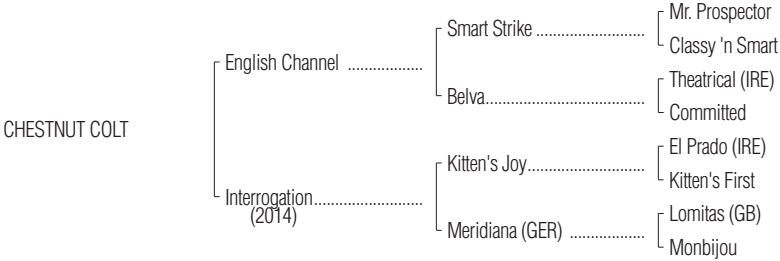 Mr. Prospector
Smart Strike ........................
Classy 'n Smart
English Channel ................
Theatrical (IRE)
Belva....................................
Committed
CHESTNUT COLT
El Prado (IRE)
Kitten's Joy..........................
Kitten's First
Interrogation.......................
(2014)
Lomitas (GB)
Meridiana (GER) ................
Monbijou